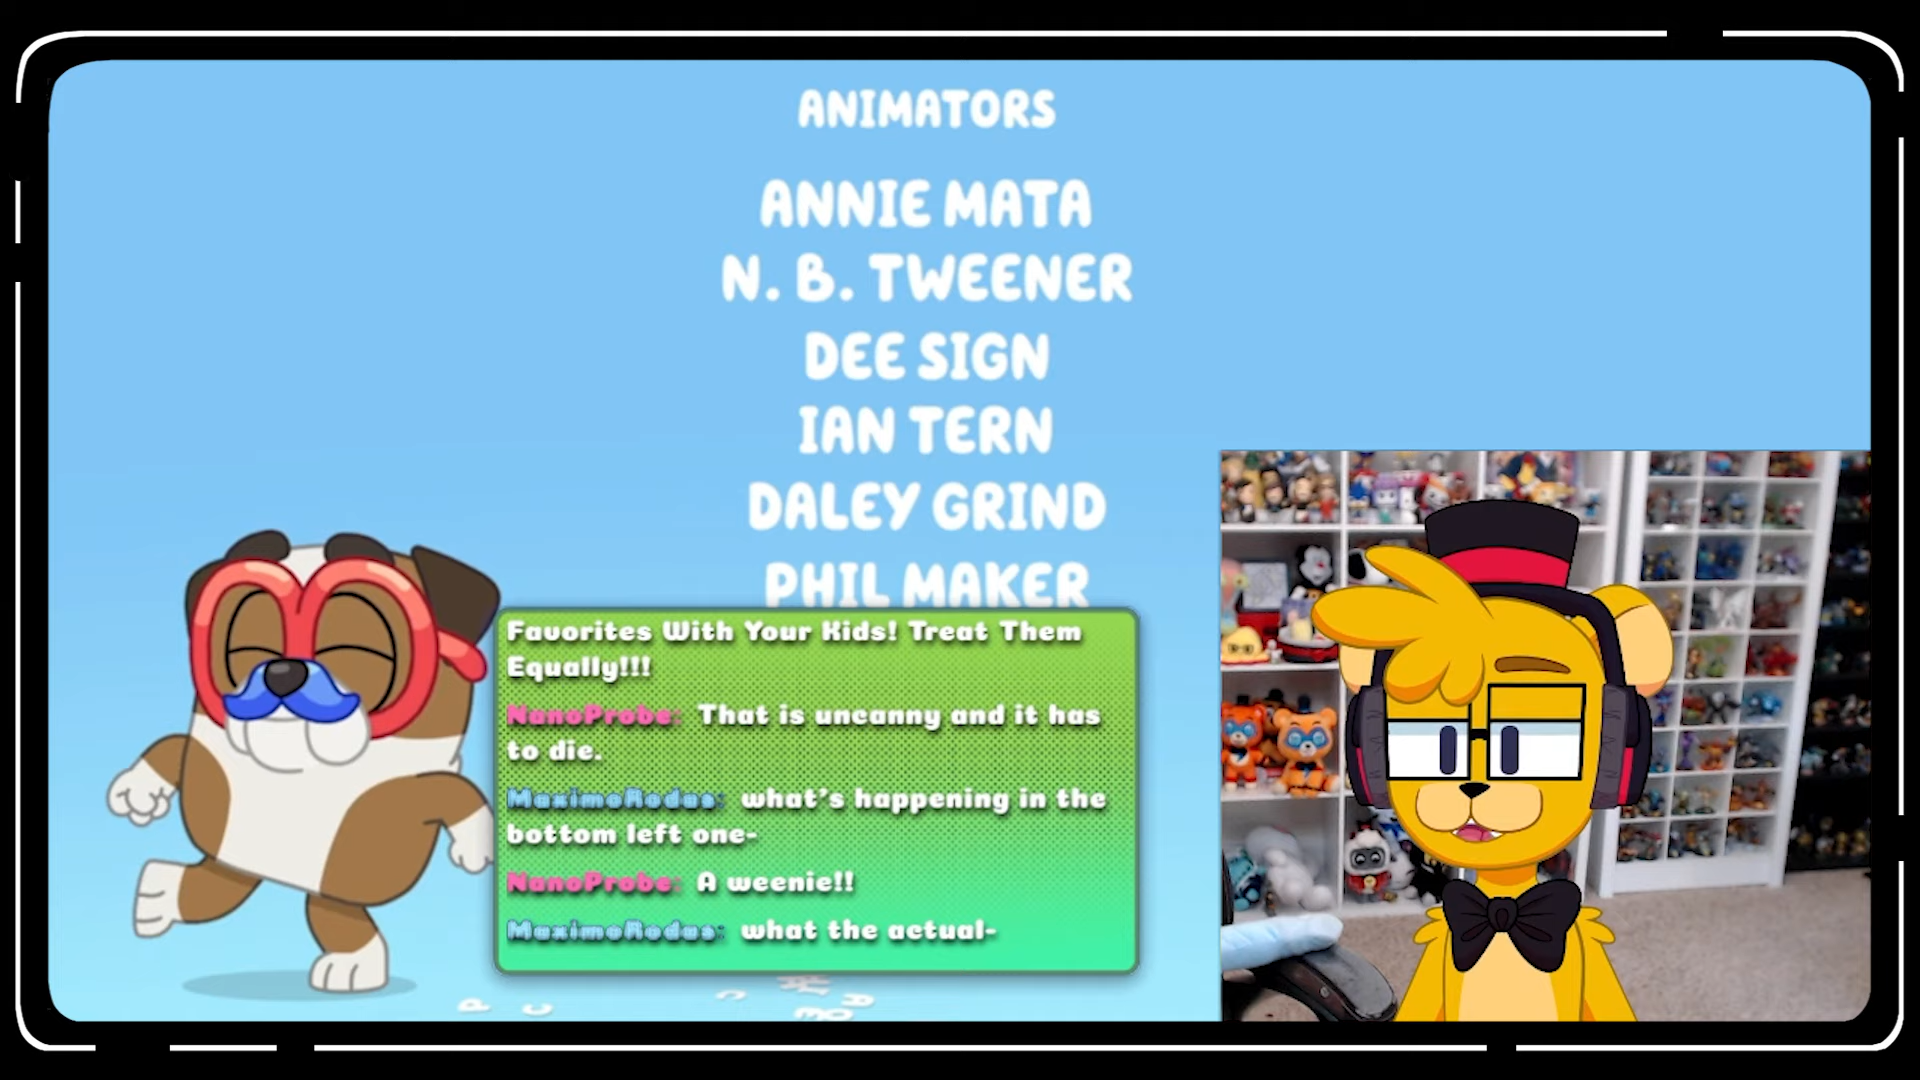 ANIMATORS
ANNIE MATA
N. B. TWEENER
DEE SIGN
IAN TERN
DALEY GRIND
PHIL MAKER
Favorites With Your Kids! Treat Them
Equally!!!
NanoProbe: That is uncanny and it has
to die.
MaximoRodas: what's happening in the
bottom left one-
NanoProbe: A weenie!!
MaximoRodas: what the actual-